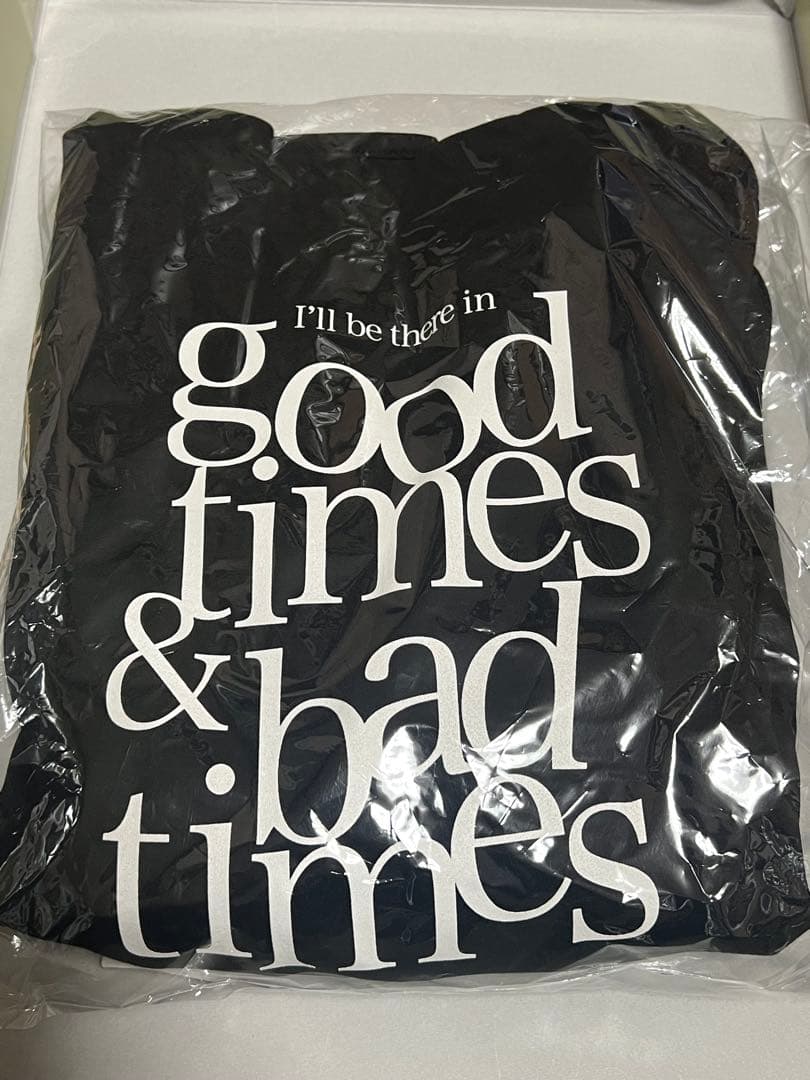 I'll be there in
good
times
& bad
times